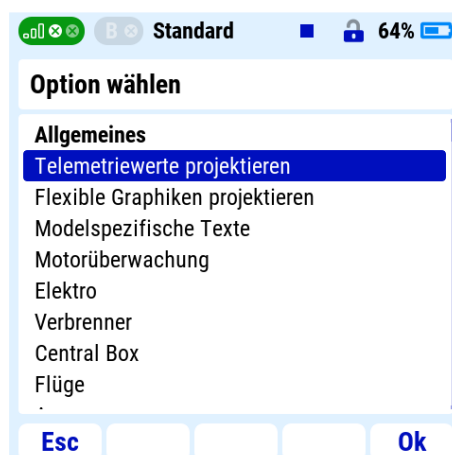 B Standard 64%
Option wählen
Allgemeines
Telemetriewerte projektieren
Flexible Graphiken projektieren
Modelspezifische Texte
Motorüberwachung
Elektro
Verbrenner
Central Box
Flüge
Esc Ok